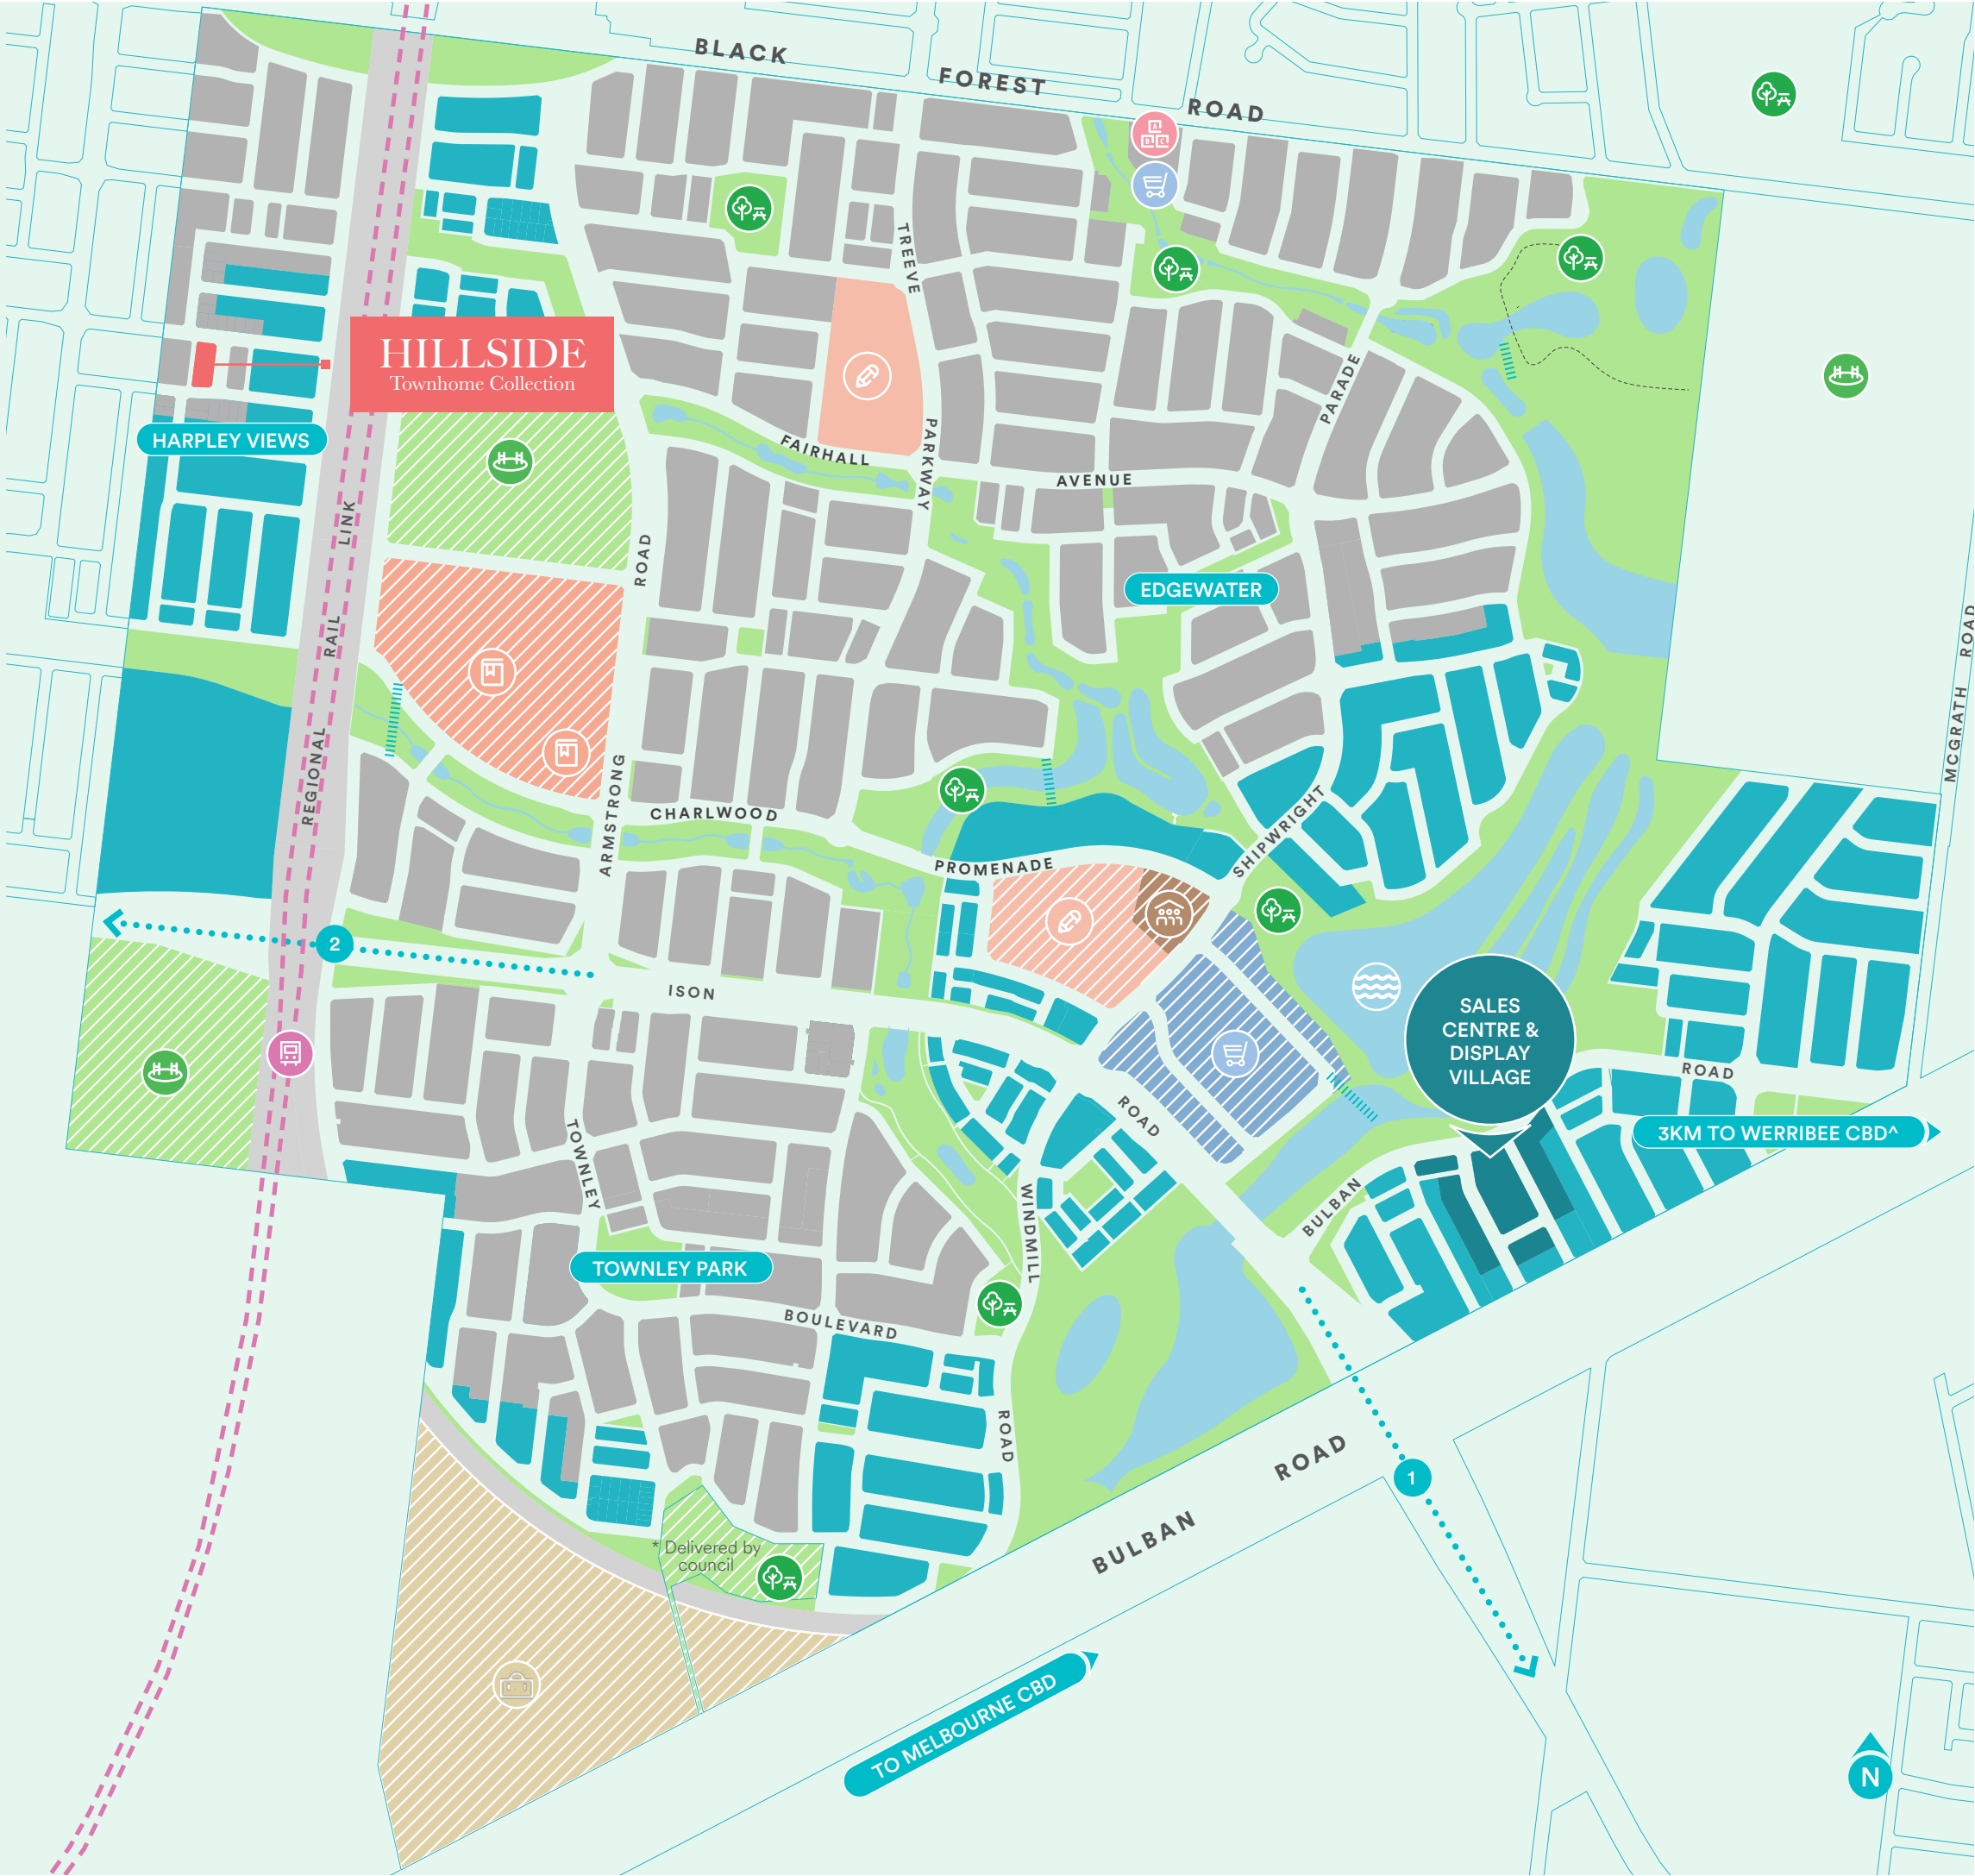 BLACK FOREST ROAD
TREEVE PARKWAY
HILLSIDE
Townhome Collection
HARPLEY VIEWS
PARADE
FAIRHALL AVENUE
REGIONAL RAIL LINK
ARMSTRONG ROAD
EDGEWATER
MCGRATH ROAD
CHARLWOOD PROMENADE
SHIPWRIGHT
2
ISON ROAD
SALES
CENTRE &
DISPLAY
VILLAGE
BULBAN ROAD
3KM TO WERRIBEE CBD^
TOWNLEY BOULEVARD
WINDMILL ROAD
TOWNLEY PARK
1
BULBAN ROAD
* Delivered by
council
TO MELBOURNE CBD
N